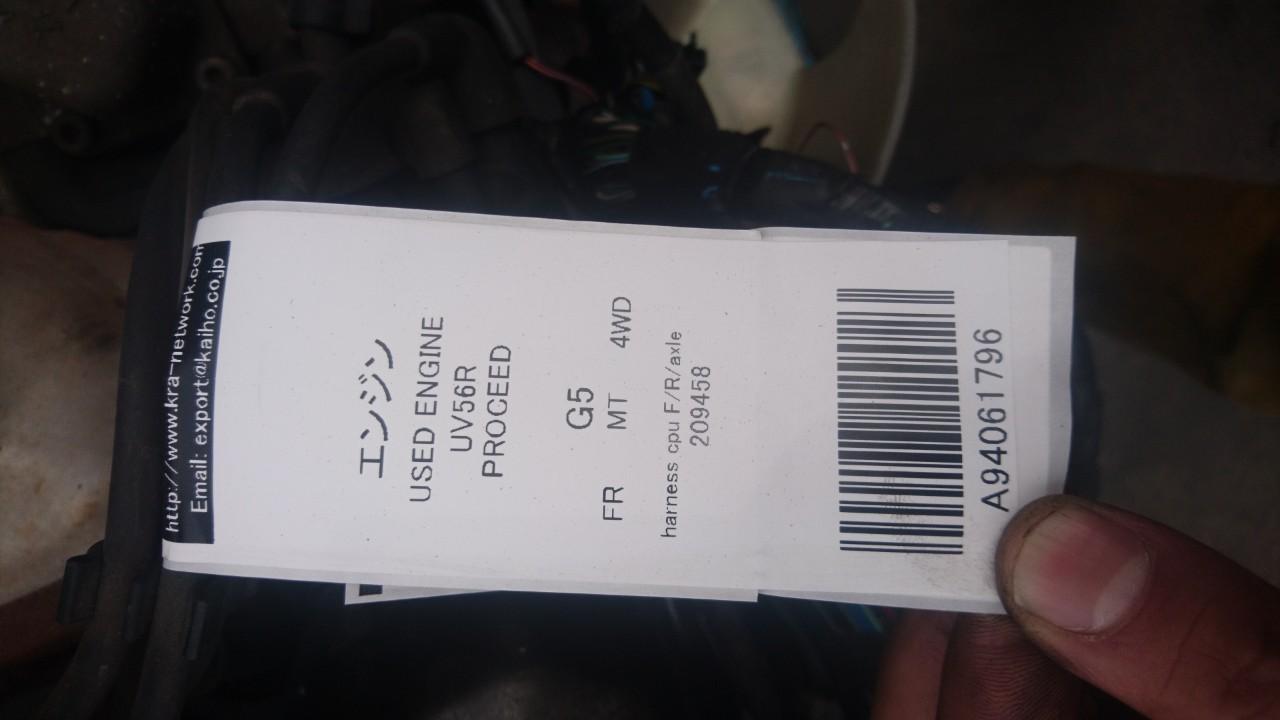 http://www.kra-network.com
Email: export@kaiho.co.jp
エンジン
USED ENGINE
UV56R
PROCEED
G5
FR MT 4WD
harness cpu F/R/axle
209458
A94061796